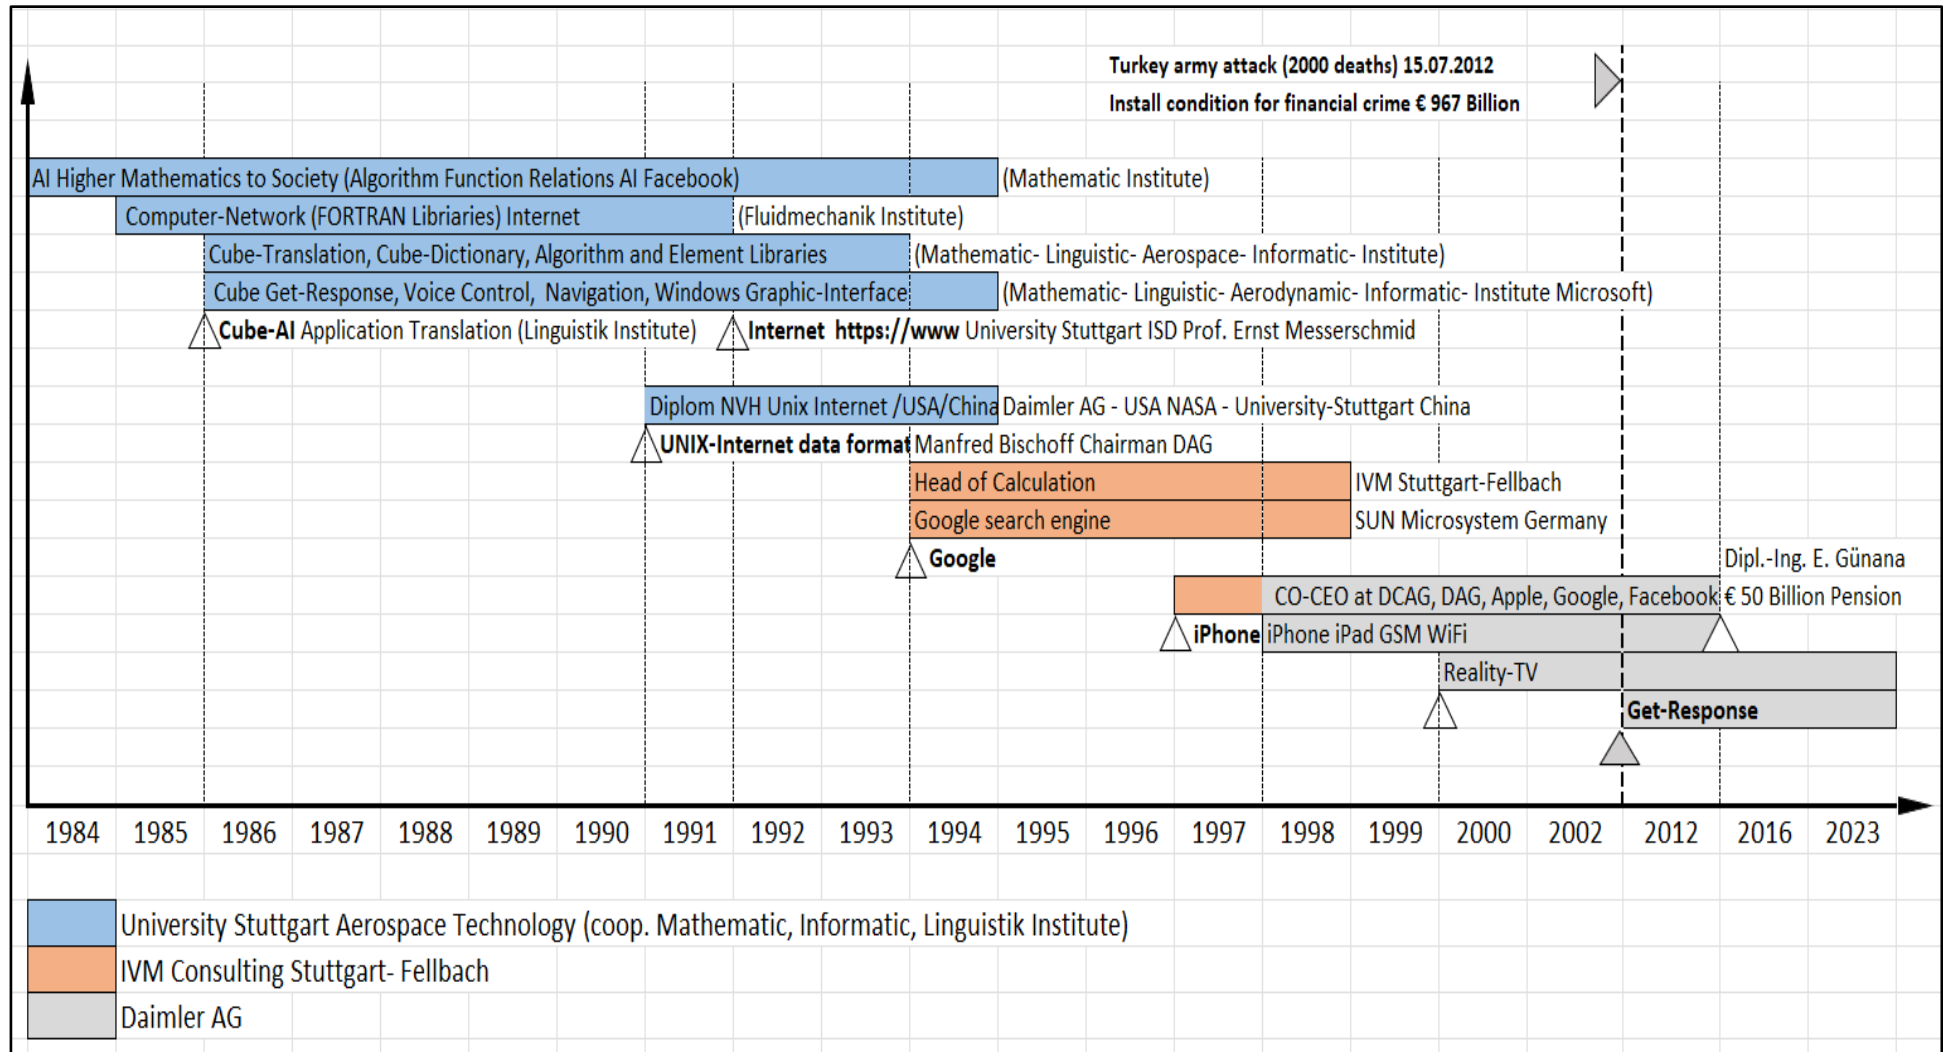 Turkey army attack (2000 deaths) 15.07.2012
Install condition for financial crime € 967 Billion
AI Higher Mathematics to Society (Algorithm Function Relations AI Facebook) (Mathematic Institute)
Computer-Network (FORTRAN Libriaries) Internet (Fluidmechanik Institute)
Cube-Translation, Cube-Dictionary, Algorithm and Element Libraries (Mathematic- Linguistic- Aerospace- Informatic- Institute)
Cube Get-Response, Voice Control, Navigation, Windows Graphic-Interface (Mathematic- Linguistic- Aerodynamic- Informatic- Institute Microsoft)
Cube-AI Application Translation (Linguistik Institute) Internet https://www University Stuttgart ISD Prof. Ernst Messerschmid
Diplom NVH Unix Internet /USA/China Daimler AG - USA NASA - University-Stuttgart China
UNIX-Internet data format Manfred Bischoff Chairman DAG
Head of Calculation IVM Stuttgart-Fellbach
Google search engine SUN Microsystem Germany
Google Dipl.-Ing. E. Günana
CO-CEO at DCAG, DAG, Apple, Google, Facebook € 50 Billion Pension
iPhone iPhone iPad GSM WiFi
Reality-TV
Get-Response
1984 1985 1986 1987 1988 1989 1990 1991 1992 1993 1994 1995 1996 1997 1998 1999 2000 2002 2012 2016 2023
University Stuttgart Aerospace Technology (coop. Mathematic, Informatic, Linguistik Institute)
IVM Consulting Stuttgart- Fellbach
Daimler AG